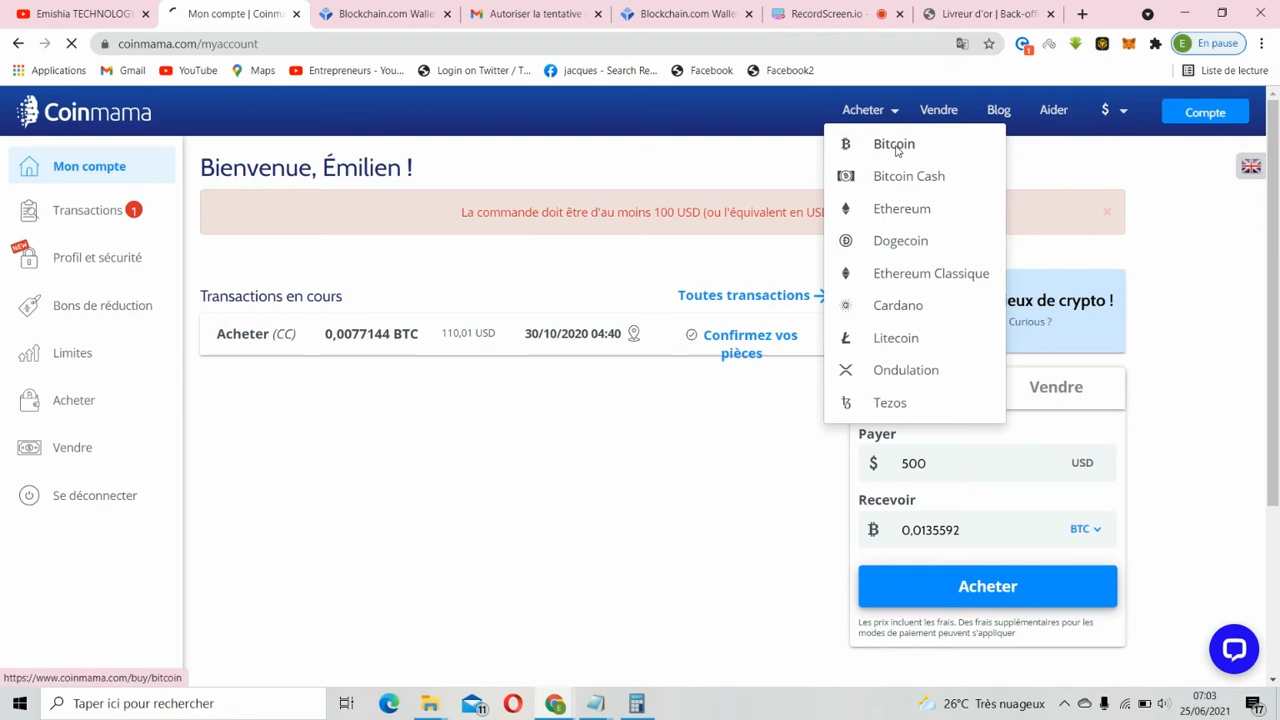 Emishia TECHNOLOGY
Mon compte | Coinm
Blockchain.com Walle
Autoriser la tentative
Blockchain.com Walle
RecordScreen.io -
Livreur d'or | Back-off
coinmama.com/myaccount
E En pause
1
Applications
Gmail
YouTube
Maps
Entrepreneurs - You...
Login on Twitter / T...
jacques - Search Re...
Facebook
Facebook2
Liste de lecture
Coinmama
Acheter
Vendre
Blog
Aider
$
Compte
Mon compte
Transactions 1
NEW
Profil et sécurité
Bons de réduction
Limites
Acheter
Vendre
Se déconnecter
Bienvenue, Émilien !
La commande doit être d'au moins 100 USD (ou l'équivalent en USD
Bitcoin
Bitcoin Cash
Ethereum
Dogecoin
Ethereum Classique
Cardano
Litecoin
Ondulation
Tezos
Transactions en cours
Toutes transactions
Acheter (CC)
0,0077144 BTC
110,01 USD
30/10/2020 04:40
Confirmez vos
pièces
ieux de crypto !
Curious ?
Vendre
Payer
$ 500 USD
Recevoir
0,0135592 BTC
Acheter
Les prix incluent les frais. Des frais supplémentaires pour les
modes de paiement peuvent s'appliquer
https://www.coinmama.com/buy/bitcoin
Taper ici pour rechercher
11
26°C Très nuageux
07:03
25/06/2021
17